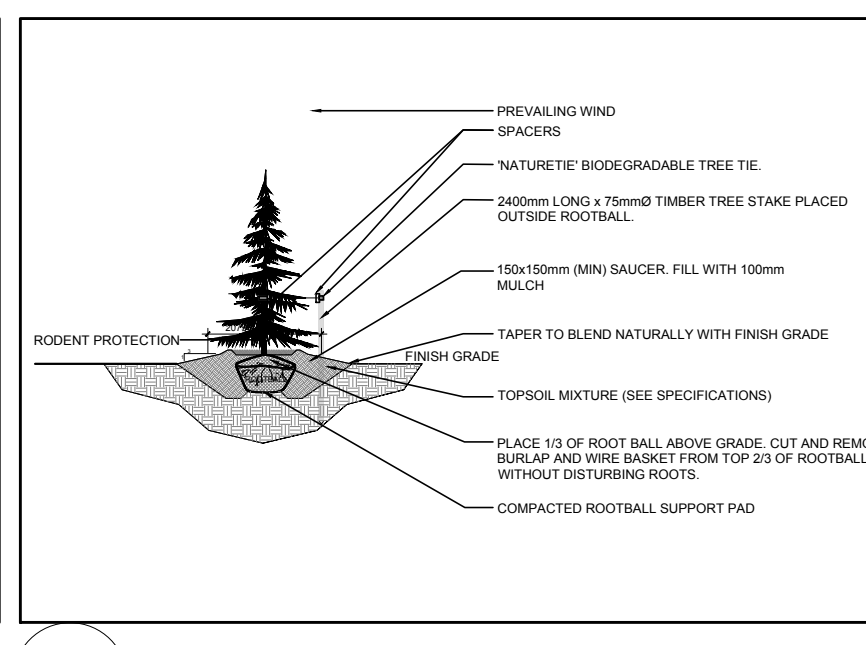 PREVAILING WIND
SPACERS
'NATURETIE' BIODEGRADABLE TREE TIE.
2400mm LONG x 75mmØ TIMBER TREE STAKE PLACED
OUTSIDE ROOTBALL.
150x150mm (MIN) SAUCER. FILL WITH 100mm
MULCH
RODENT PROTECTION
TAPER TO BLEND NATURALLY WITH FINISH GRADE
FINISH GRADE
TOPSOIL MIXTURE (SEE SPECIFICATIONS)
PLACE 1/3 OF ROOT BALL ABOVE GRADE. CUT AND REMO
BURLAP AND WIRE BASKET FROM TOP 2/3 OF ROOTBALL
WITHOUT DISTURBING ROOTS.
COMPACTED ROOTBALL SUPPORT PAD